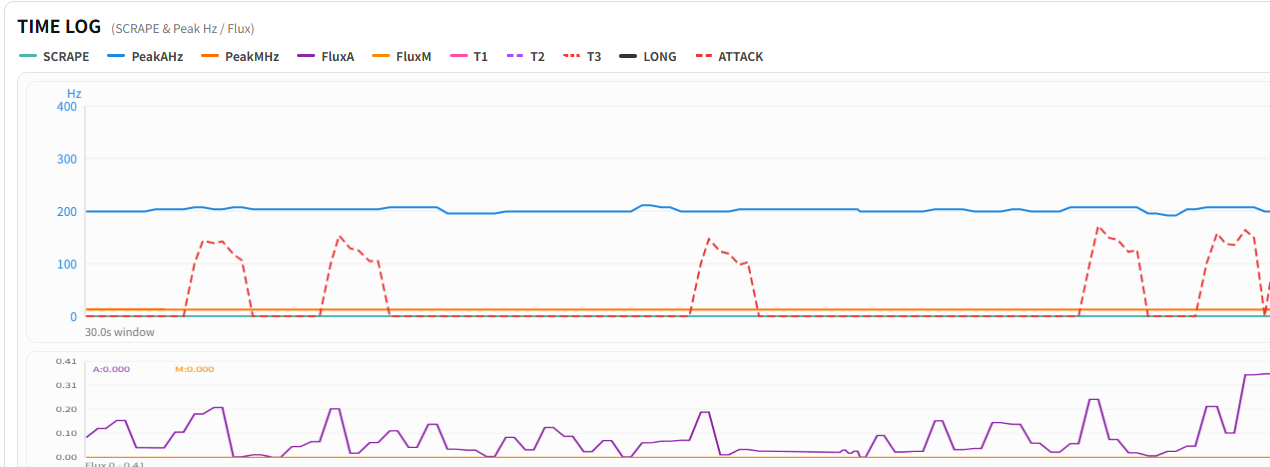 TIME LOG (SCRAPE & Peak Hz / Flux)
SCRAPE PeakAHz PeakMHz FluxA FluxM T1 T2 T3 LONG ATTACK
Hz
400
300
200
100
0
30.0s window
0.41
A:0.000 M:0.000
0.31
0.20
0.10
0.00
Flux 0 - 0.41